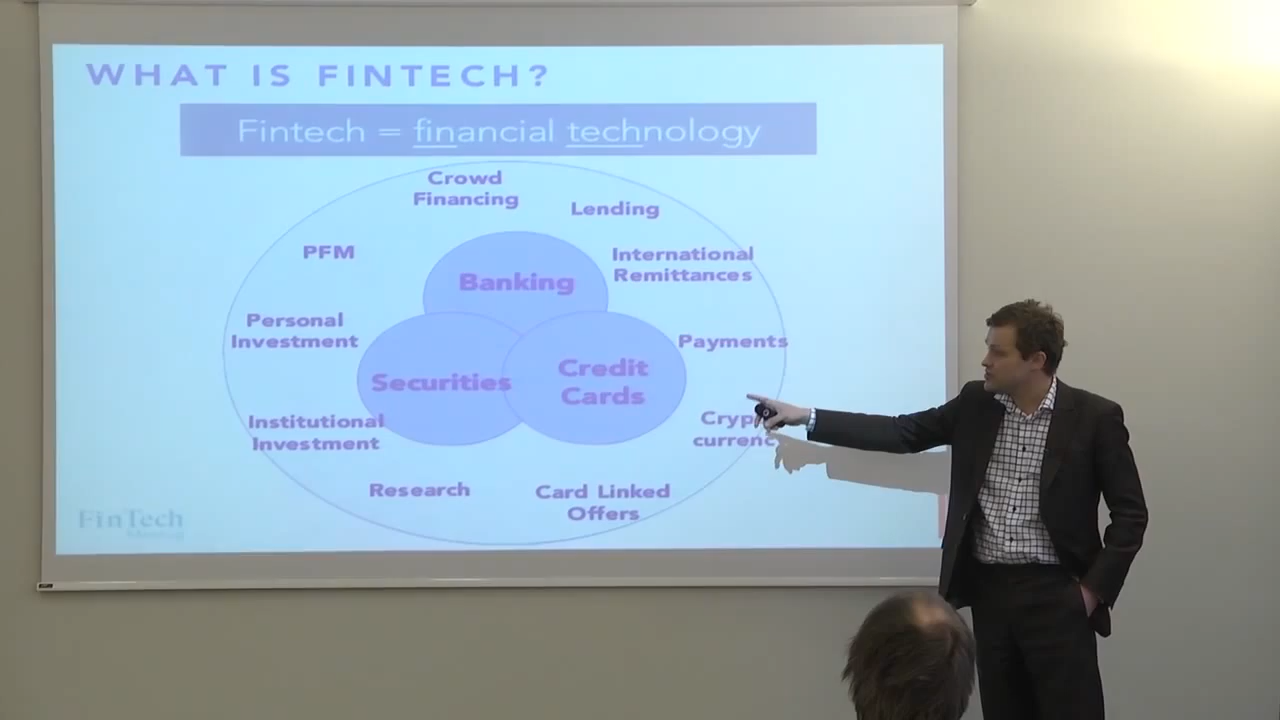 WHAT IS FINTECH?
Fintech = financial technology
Crowd
Financing
Lending
PFM
International
Remittances
Banking
Personal
Investment
Payments
Securities
Credit
Cards
Institutional
Investment
Research
Card Linked
Offers
FinTech